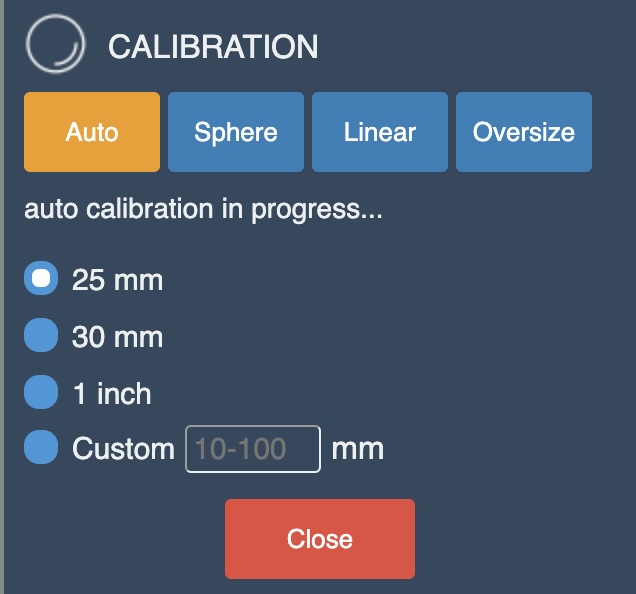 CALIBRATION
Auto Sphere Linear Oversize
auto calibration in progress...
25 mm
30 mm
1 inch
Custom 10-100 mm
Close